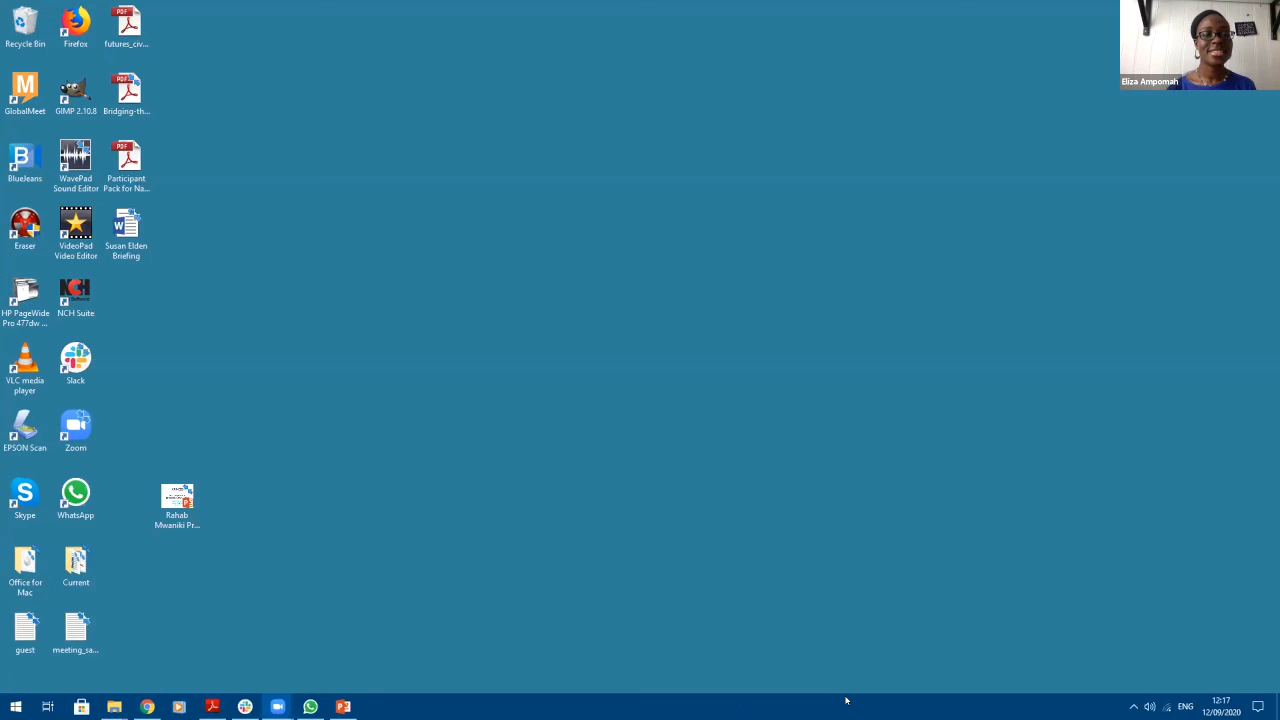 Recycle Bin
Firefox
futures_civ...
Eliza Ampomah
GlobalMeet
GIMP 2.10.8
Bridging-th...
BlueJeans
WavePad
Sound Editor
Participant
Pack for Na...
Eraser
VideoPad
Video Editor
Susan Elden
Briefing
HP PageWide
Pro 477dw ...
NCH Suite
VLC media
player
Slack
EPSON Scan
Zoom
Skype
WhatsApp
Rahab
Mwaniki Pr...
Office for
Mac
Current
guest
meeting_sa...
ENG
12:17
12/09/2020